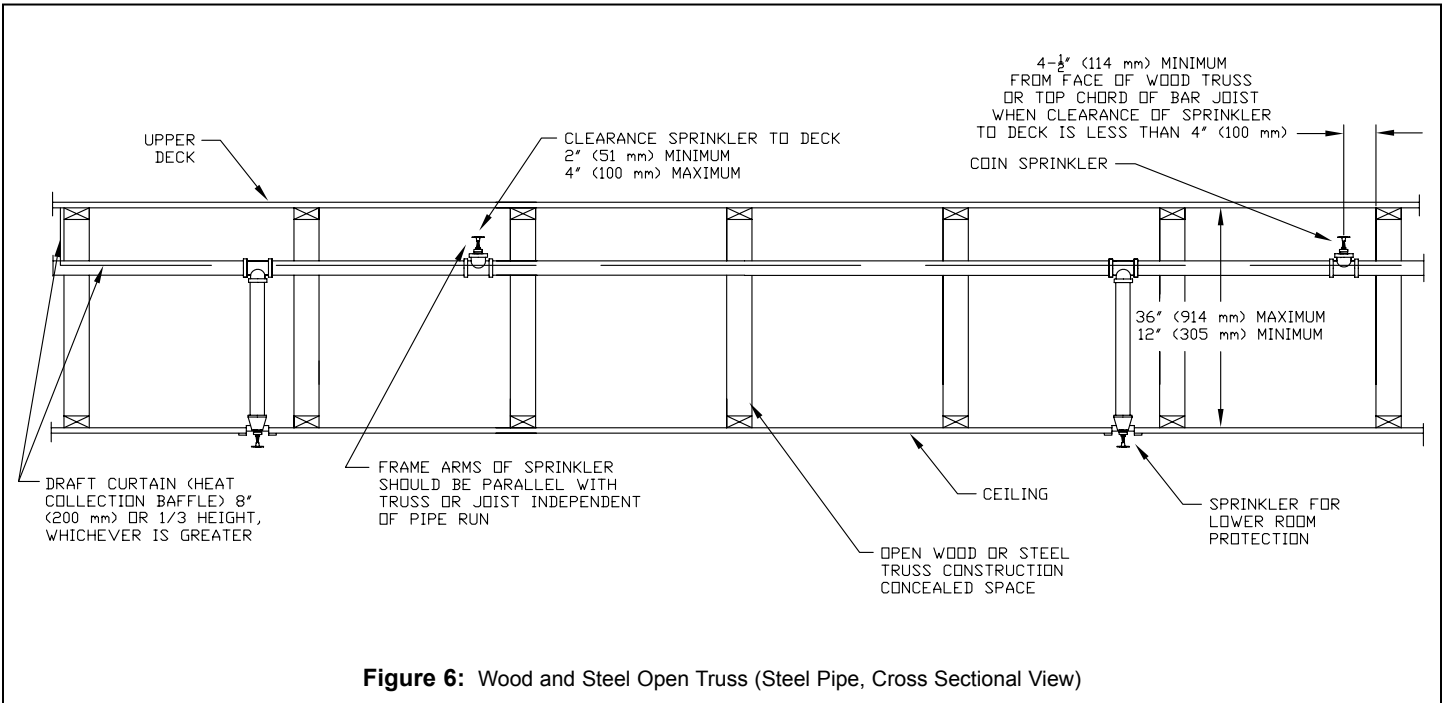 4-½" (114 mm) MINIMUM
FROM FACE OF WOOD TRUSS
OR TOP CHORD OF BAR JOIST
WHEN CLEARANCE OF SPRINKLER
TO DECK IS LESS THAN 4" (100 mm)
UPPER
DECK
CLEARANCE SPRINKLER TO DECK
2" (51 mm) MINIMUM
4" (100 mm) MAXIMUM
COIN SPRINKLER
36" (914 mm) MAXIMUM
12" (305 mm) MINIMUM
DRAFT CURTAIN (HEAT
COLLECTION BAFFLE) 8"
(200 mm) OR 1/3 HEIGHT,
WHICHEVER IS GREATER
FRAME ARMS OF SPRINKLER
SHOULD BE PARALLEL WITH
TRUSS OR JOIST INDEPENDENT
OF PIPE RUN
CEILING
SPRINKLER FOR
LOWER ROOM
PROTECTION
OPEN WOOD OR STEEL
TRUSS CONSTRUCTION
CONCEALED SPACE
Figure 6: Wood and Steel Open Truss (Steel Pipe, Cross Sectional View)